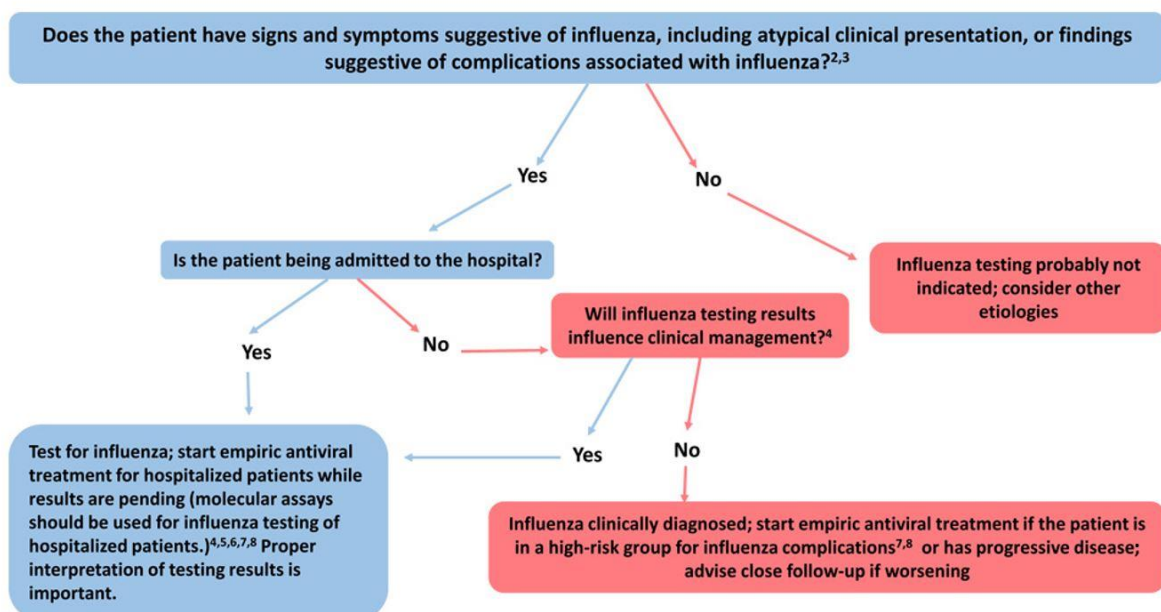 Does the patient have signs and symptoms suggestive of influenza, including atypical clinical presentation, or findings
suggestive of complications associated with influenza?2,3
Yes
No
Is the patient being admitted to the hospital?
Influenza testing probably not
indicated; consider other
etiologies
Will influenza testing results
influence clinical management?4
Yes
No
Test for influenza; start empiric antiviral
treatment for hospitalized patients while
results are pending (molecular assays
should be used for influenza testing of
hospitalized patients.)4,5,6,7,8 Proper
interpretation of testing results is
important.
Yes
No
Influenza clinically diagnosed; start empiric antiviral treatment if the patient is
in a high-risk group for influenza complications7,8 or has progressive disease;
advise close follow-up if worsening